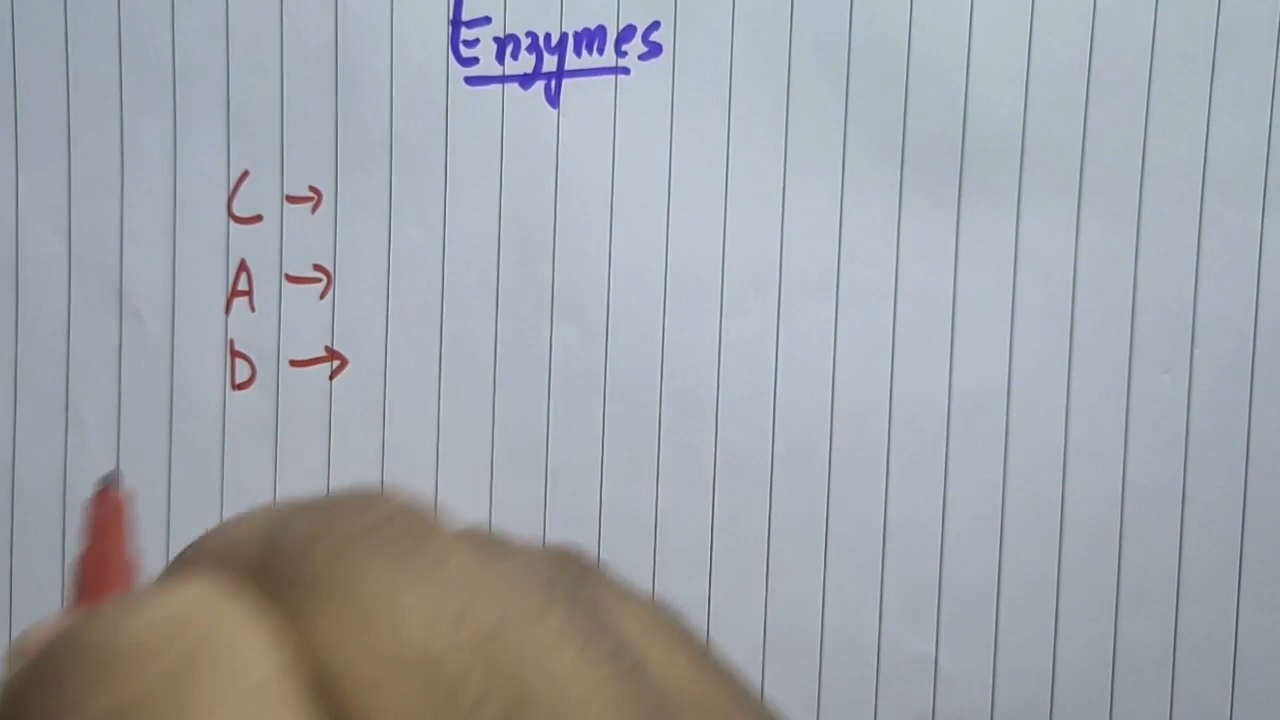 Enzymes
C →
A →
D →